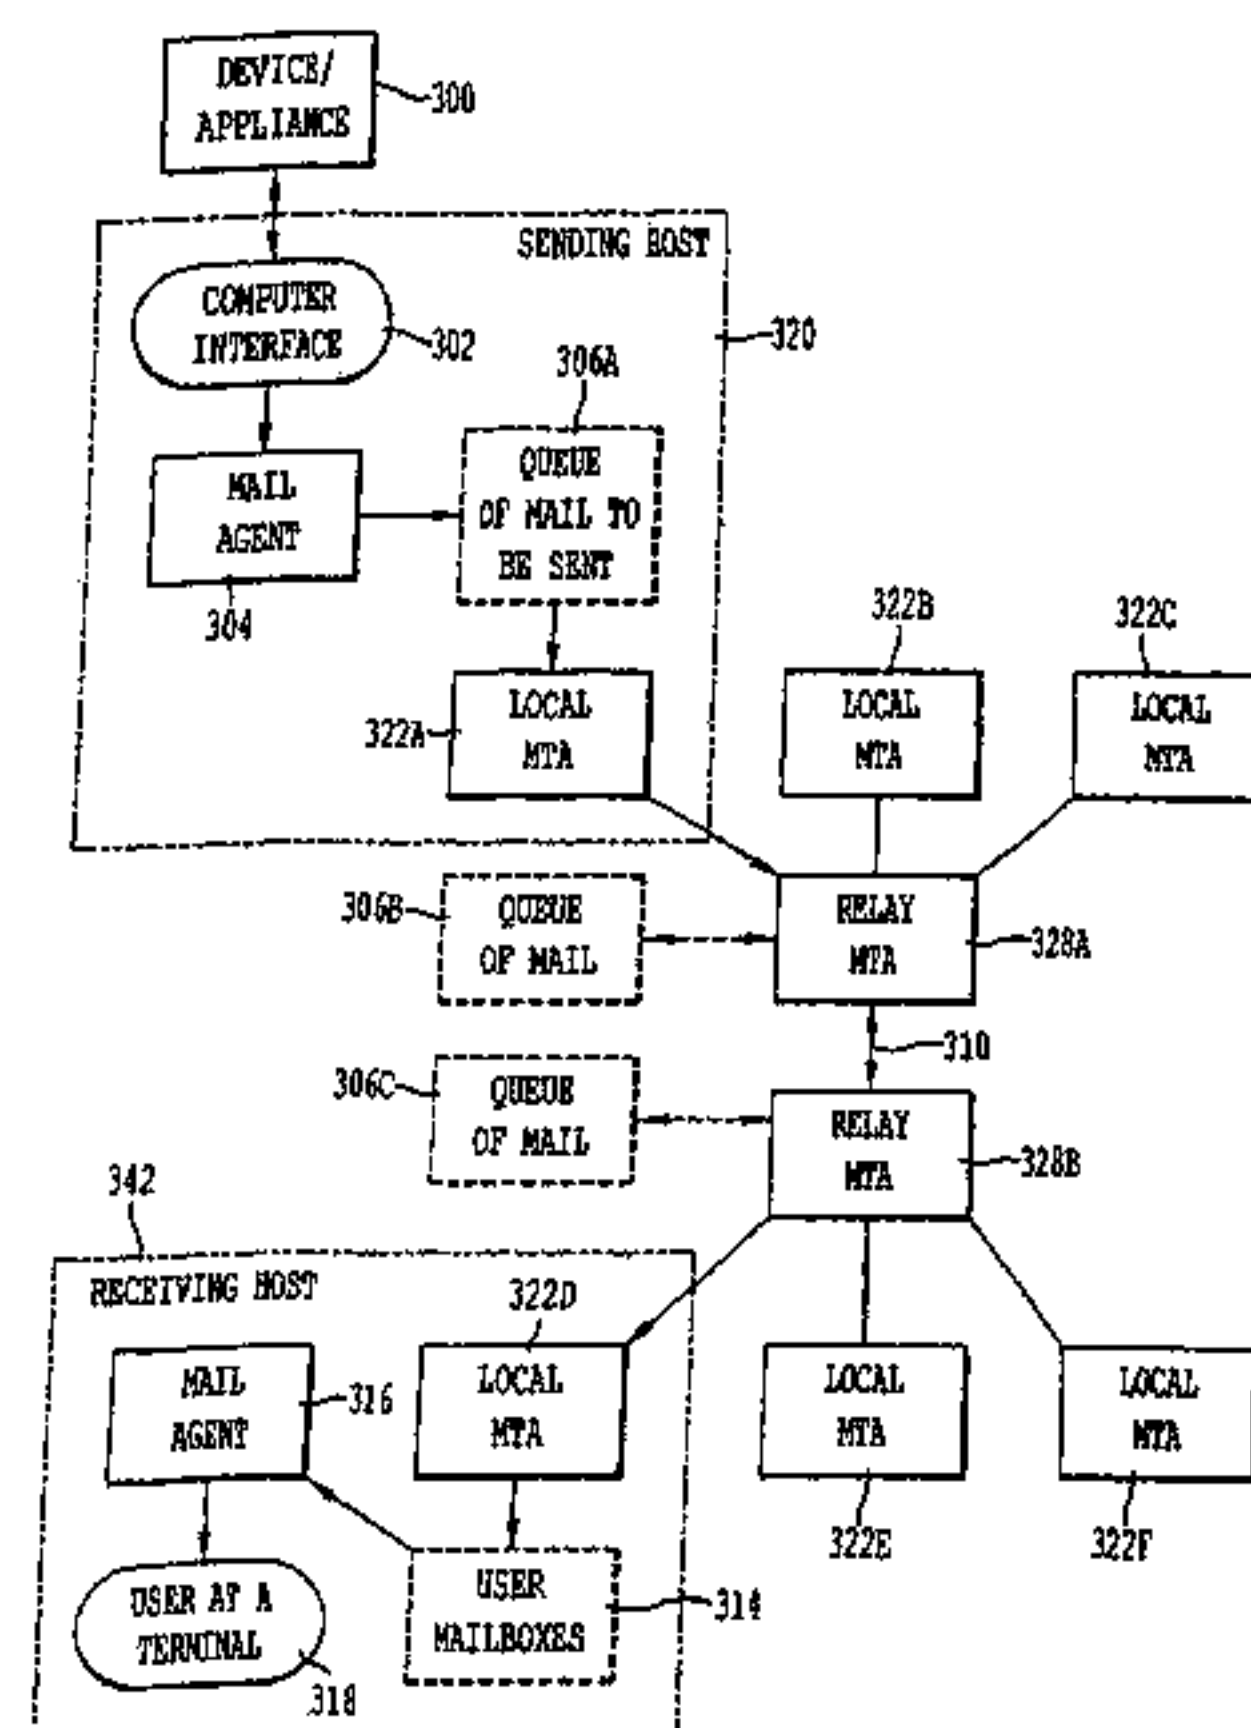 DEVICE/
APPLIANCE
300
SENDING HOST
COMPUTER
INTERFACE
302
320
306A
QUEUE
OF MAIL TO
BE SENT
MAIL
AGENT
304
322B
322C
322A
LOCAL
MTA
LOCAL
MTA
LOCAL
MTA
306B
QUEUE
OF MAIL
RELAY
MTA
328A
310
306C
QUEUE
OF MAIL
RELAY
MTA
328B
342
RECEIVING HOST
322D
MAIL
AGENT
316
LOCAL
MTA
LOCAL
MTA
LOCAL
MTA
322E
322F
USER AT A
TERMINAL
318
USER
MAILBOXES
314